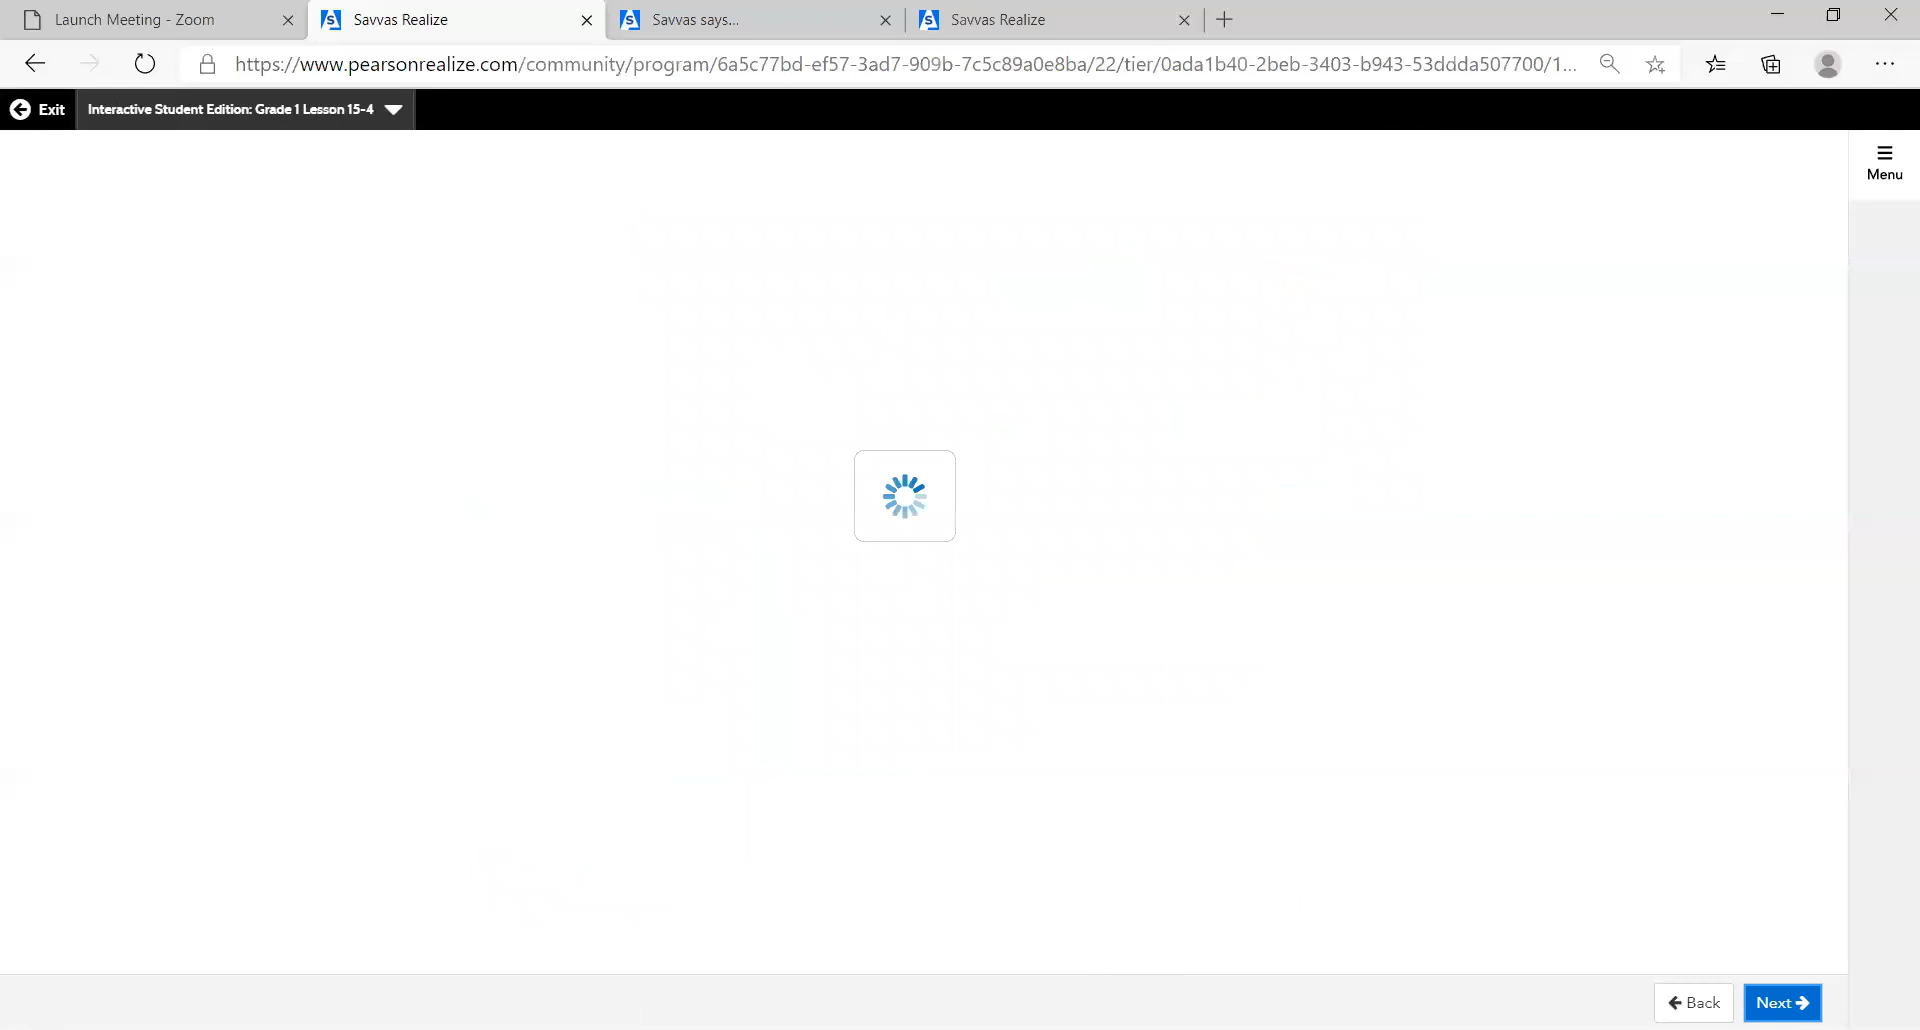 Launch Meeting - Zoom
Savvas Realize
Savvas says...
Savvas Realize
https://www.pearsonrealize.com/community/program/6a5c77bd-ef57-3ad7-909b-7c5c89a0e8ba/22/tier/0ada1b40-2beb-3403-b943-53ddda507700/1...
Exit
Interactive Student Edition: Grade 1 Lesson 15-4
Menu
Back
Next